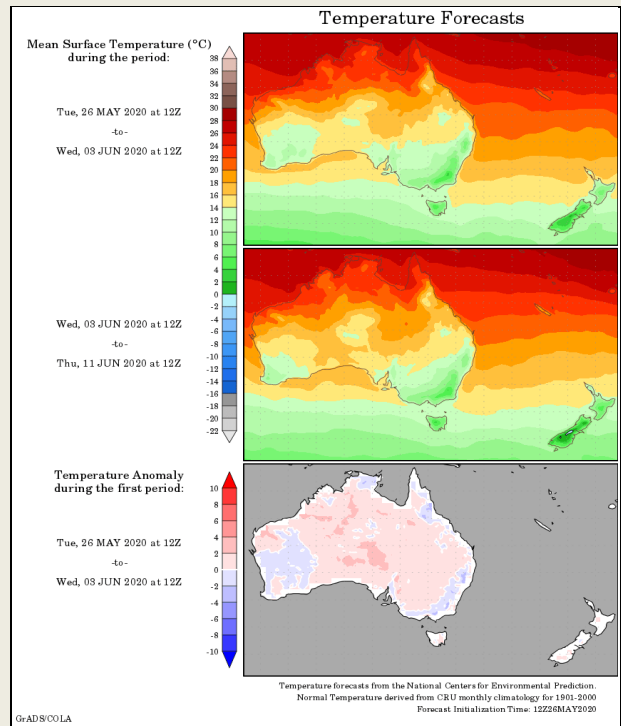 Temperature Forecasts
Mean Surface Temperature (°C)
during the period:
38
36
34
32
30
28
26
24
22
20
18
16
14
12
10
8
6
4
2
0
-2
-4
-6
-8
-10
-12
-14
-16
-18
-20
-22
Tue, 26 MAY 2020 at 12Z
-to-
Wed, 03 JUN 2020 at 12Z
Wed, 03 JUN 2020 at 12Z
-to-
Thu, 11 JUN 2020 at 12Z
Temperature Anomaly
during the first period:
10
8
6
4
2
0
-2
-4
-6
-8
-10
Tue, 26 MAY 2020 at 12Z
-to-
Wed, 03 JUN 2020 at 12Z
Temperature forecasts from the National Centers for Environmental Prediction.
Normal Temperature derived from CRU monthly climatology for 1901-2000
Forecast Initialization Time: 12Z26MAY2020
GrADS/COLA